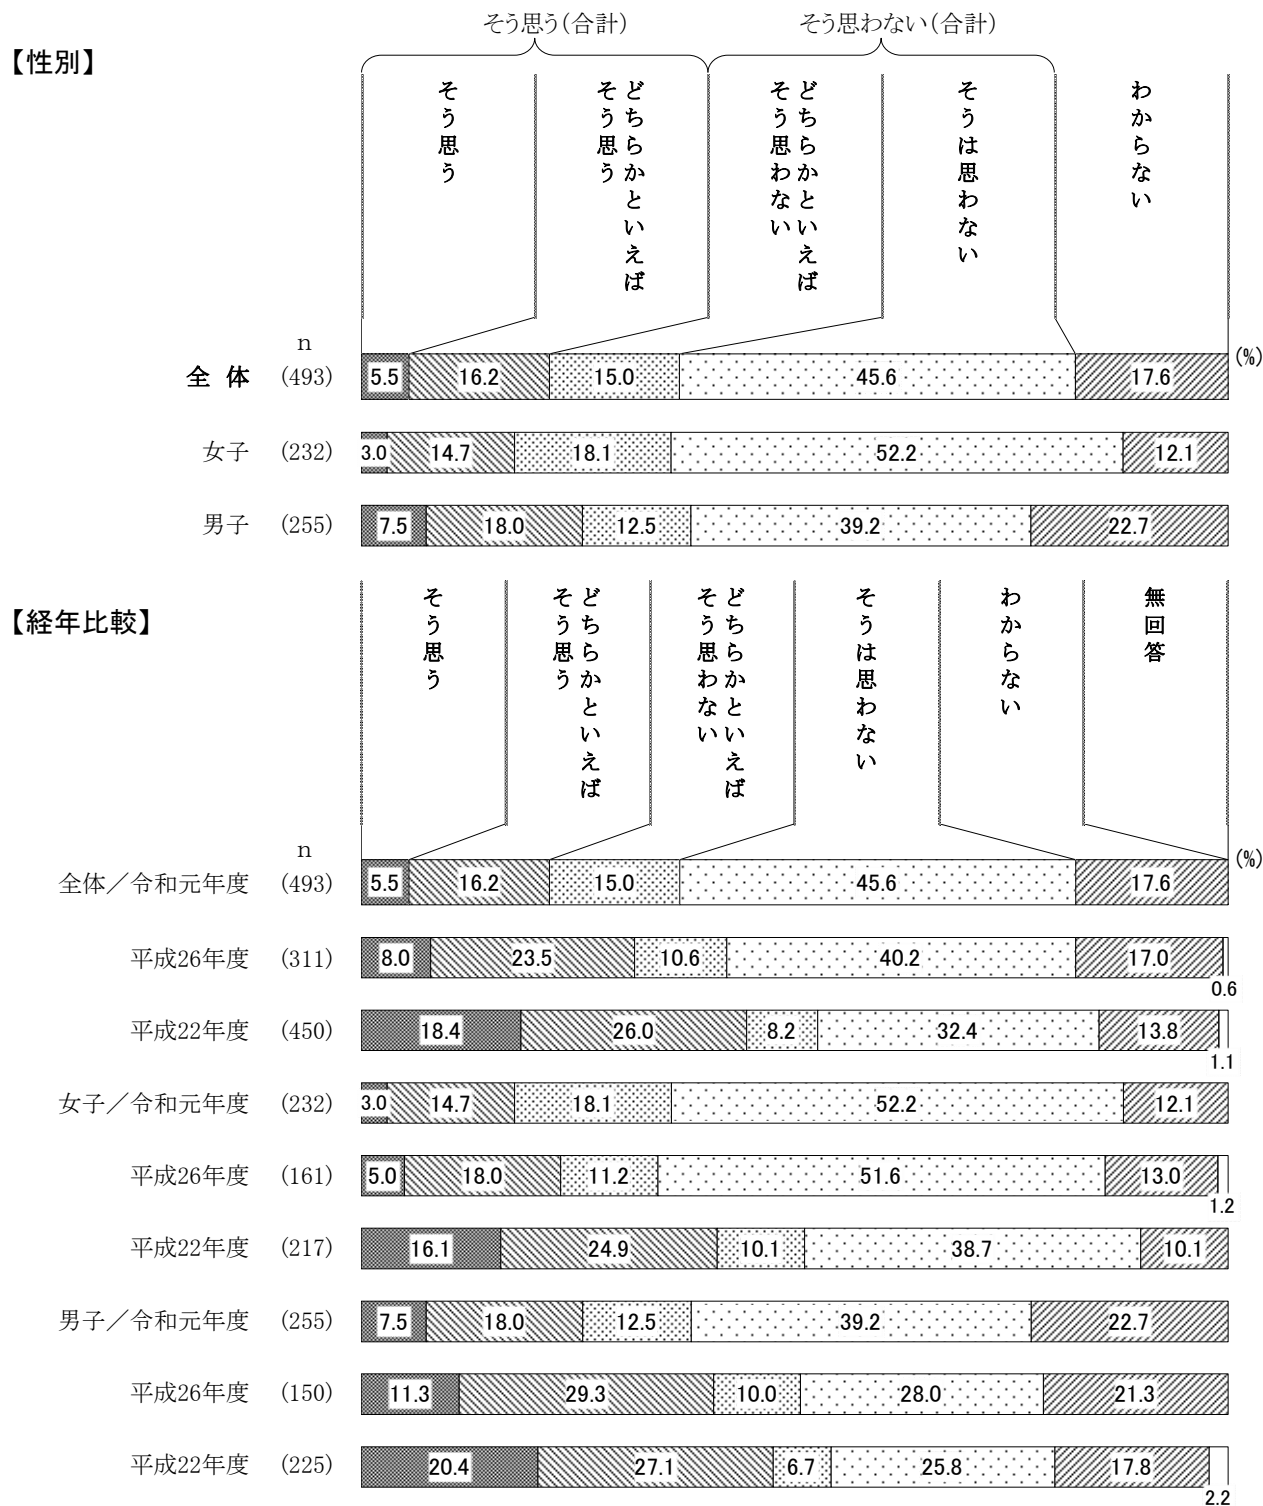 そう思う(合計) そう思わない(合計)
【性別】
そう思う
どちらかといえば
そう思う
どちらかといえば
そう思わない
そうは思わない
わからない
n
(%)
全 体 (493) 5.5 16.2 15.0 45.6 17.6
女子 (232) 3.0 14.7 18.1 52.2 12.1
男子 (255) 7.5 18.0 12.5 39.2 22.7
【経年比較】
そう思う
どちらかといえば
そう思う
どちらかといえば
そう思わない
そうは思わない
わからない
無回答
n
(%)
全体／令和元年度 (493) 5.5 16.2 15.0 45.6 17.6
平成26年度 (311) 8.0 23.5 10.6 40.2 17.0
0.6
平成22年度 (450) 18.4 26.0 8.2 32.4 13.8
1.1
女子／令和元年度 (232) 3.0 14.7 18.1 52.2 12.1
平成26年度 (161) 5.0 18.0 11.2 51.6 13.0
1.2
平成22年度 (217) 16.1 24.9 10.1 38.7 10.1
男子／令和元年度 (255) 7.5 18.0 12.5 39.2 22.7
平成26年度 (150) 11.3 29.3 10.0 28.0 21.3
平成22年度 (225) 20.4 27.1 6.7 25.8 17.8
2.2